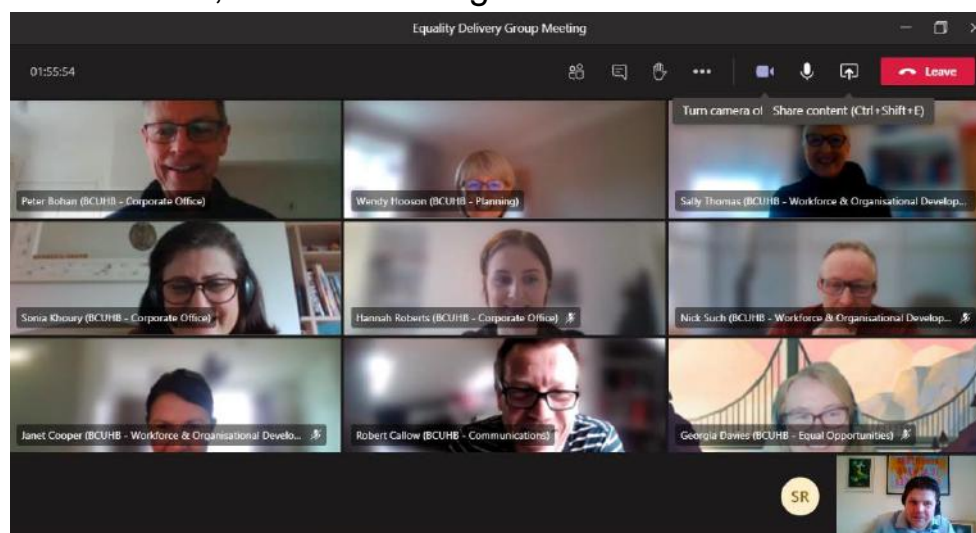 Equality Delivery Group Meeting
01:55:54
Leave
Turn camera of Share content (Ctrl+Shift+E)
Peter Bohan (BCUHB - Corporate Office)
Wendy Hooson (BCUHB - Planning)
Sally Thomas (BCUHB - Workforce & Organisational Develop...
Sonia Khoury (BCUHB - Corporate Office)
Hannah Roberts (BCUHB - Corporate Office)
Nick Such (BCUHB - Workforce & Organisational Develop...
Janet Cooper (BCUHB - Workforce & Organisational Develo...
Robert Callow (BCUHB - Communications)
Georgia Davies (BCUHB - Equal Opportunities)
SR